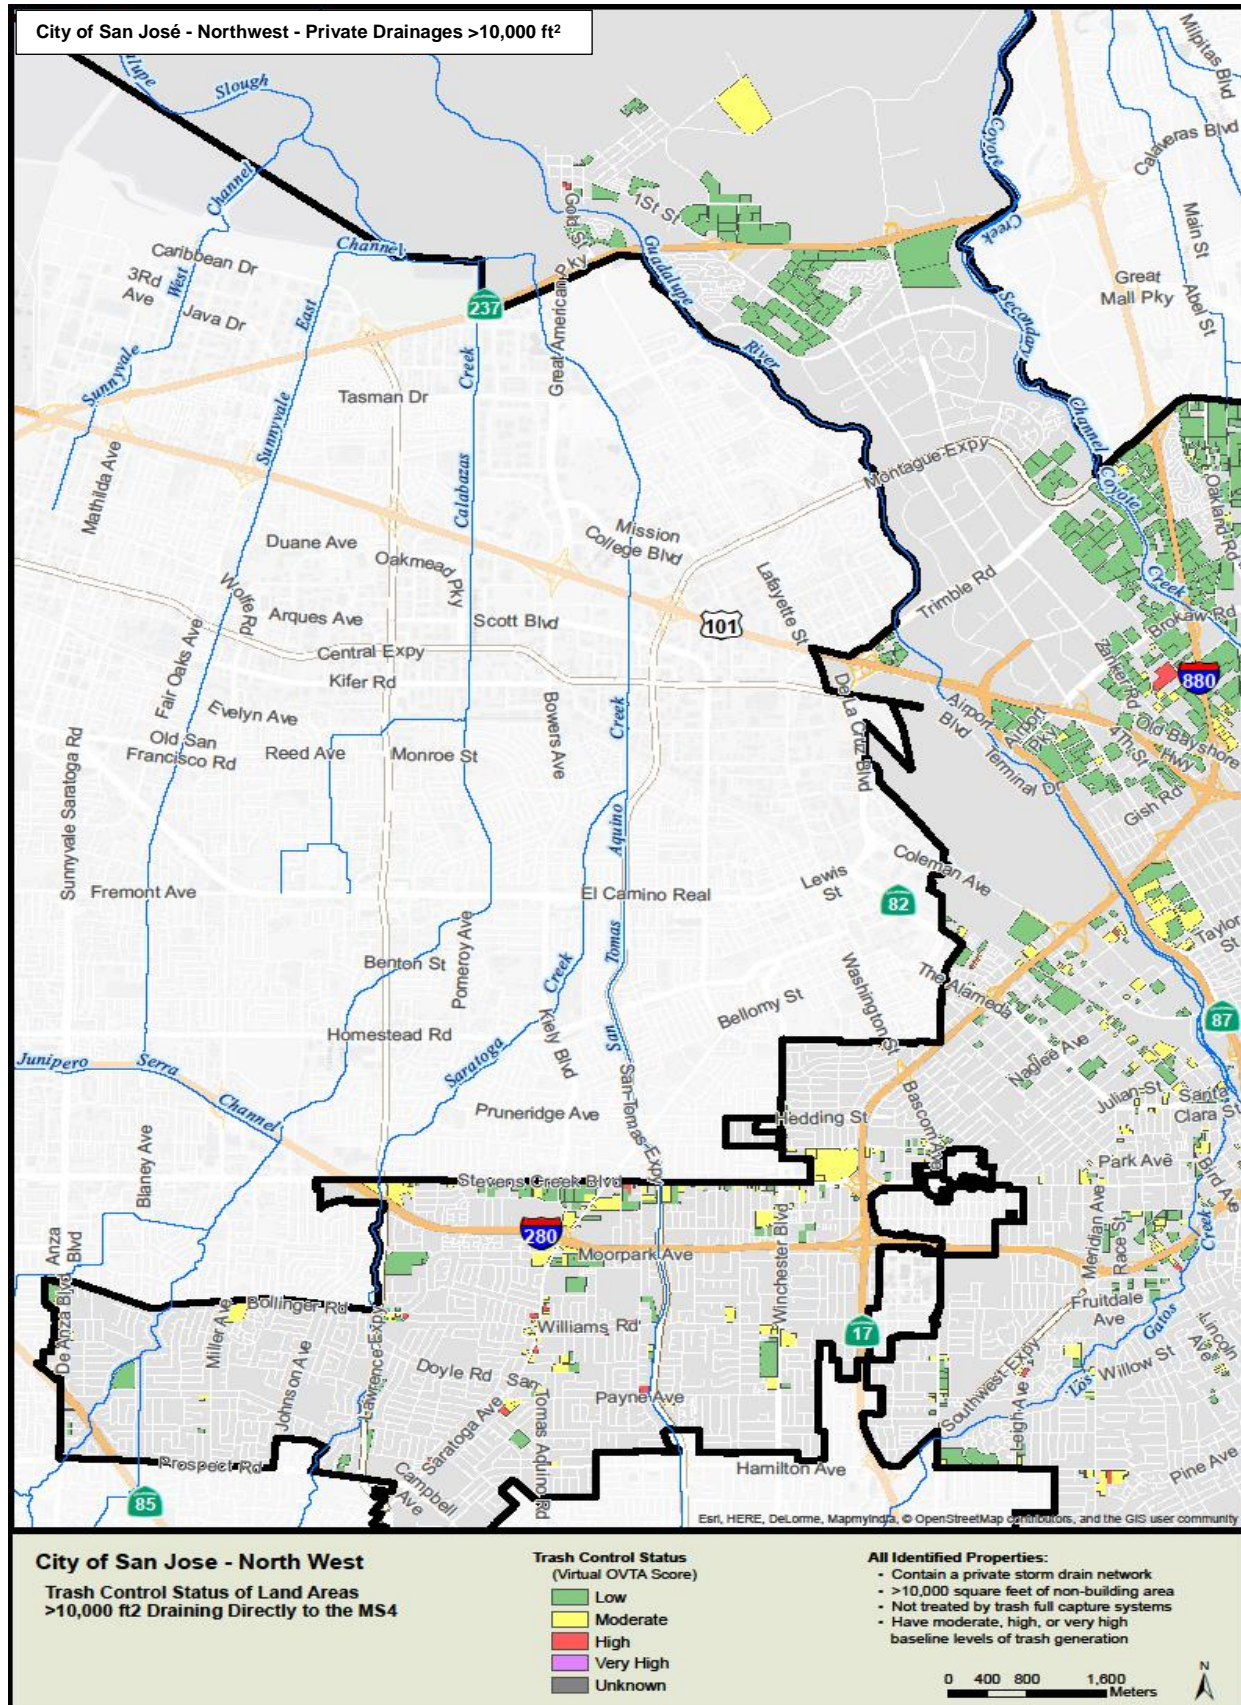 City of San José - Northwest - Private Drainages >10,000 ft²
alupe
Slough
Milpitas Blvd
Calaveras Blvd
Coyote
Creek
Channel
West
Sunnyvale
Caribbean Dr
3Rd
Ave
Java Dr
Channel
East
Sunnyvale
237
Gold St
1St St
Great American Pky
Guadalupe
River
Main St
Abel St
Great
Mall Pky
Secondary
Channel
Tasman Dr
Calabazas
Creek
Mathilda Ave
Montague Expy
Coyote
Creek
Oakland Rd
Duane Ave
Oakmead Pky
Mission
College Blvd
Wolfe Rd
Arques Ave
Scott Blvd
101
Lafayette St
Trimble Rd
Brokaw Rd
Central Expy
Kifer Rd
Fair Oaks Ave
Evelyn Ave
Old San
Francisco Rd
Reed Ave
Monroe St
Bowers Ave
De La Cruz Blvd
Airport
Blvd
Airport
Pky
Zanker Rd
880
4Th St
Old Bayshore
Hwy
Terminal Dr
Gish Rd
Sunnyvale Saratoga Rd
San
Tomas
Aquino
Creek
Fremont Ave
El Camino Real
Lewis
St
82
Coleman Ave
Taylor
St
Benton St
Pomeroy Ave
Saratoga
Creek
Kiely Blvd
Bellomy St
Washington St
The Alameda
87
Homestead Rd
Junipero
Serra
Channel
Naglee Ave
Julian St
Santa
Clara St
Pruneridge Ave
San Tomas Expy
Hedding St
Bascom Ave
Park Ave
Bird Ave
Blaney Ave
Stevens Creek Blvd
280
Moorpark Ave
Winchester Blvd
Meridian Ave
Race St
Anza
Blvd
De Anza Blvd
Miller Ave
Bollinger Rd
Williams Rd
17
Fruitdale
Ave
Los
Gatos
Creek
Lincoln
Ave
Willow St
Johnson Ave
Lawrence Expy
Doyle Rd
San
Tomas Aquino Rd
Payne Ave
Southwest Expy
Leigh Ave
Saratoga Ave
Campbell
Ave
Prospect Rd
85
Hamilton Ave
Pine Ave
Esri, HERE, DeLorme, MapmyIndia, © OpenStreetMap contributors, and the GIS user community
City of San Jose - North West
Trash Control Status of Land Areas
>10,000 ft2 Draining Directly to the MS4
Trash Control Status
(Virtual OVTA Score)
Low
Moderate
High
Very High
Unknown
All Identified Properties:
- Contain a private storm drain network
- >10,000 square feet of non-building area
- Not treated by trash full capture systems
- Have moderate, high, or very high
baseline levels of trash generation
0 400 800 1,600
Meters
N